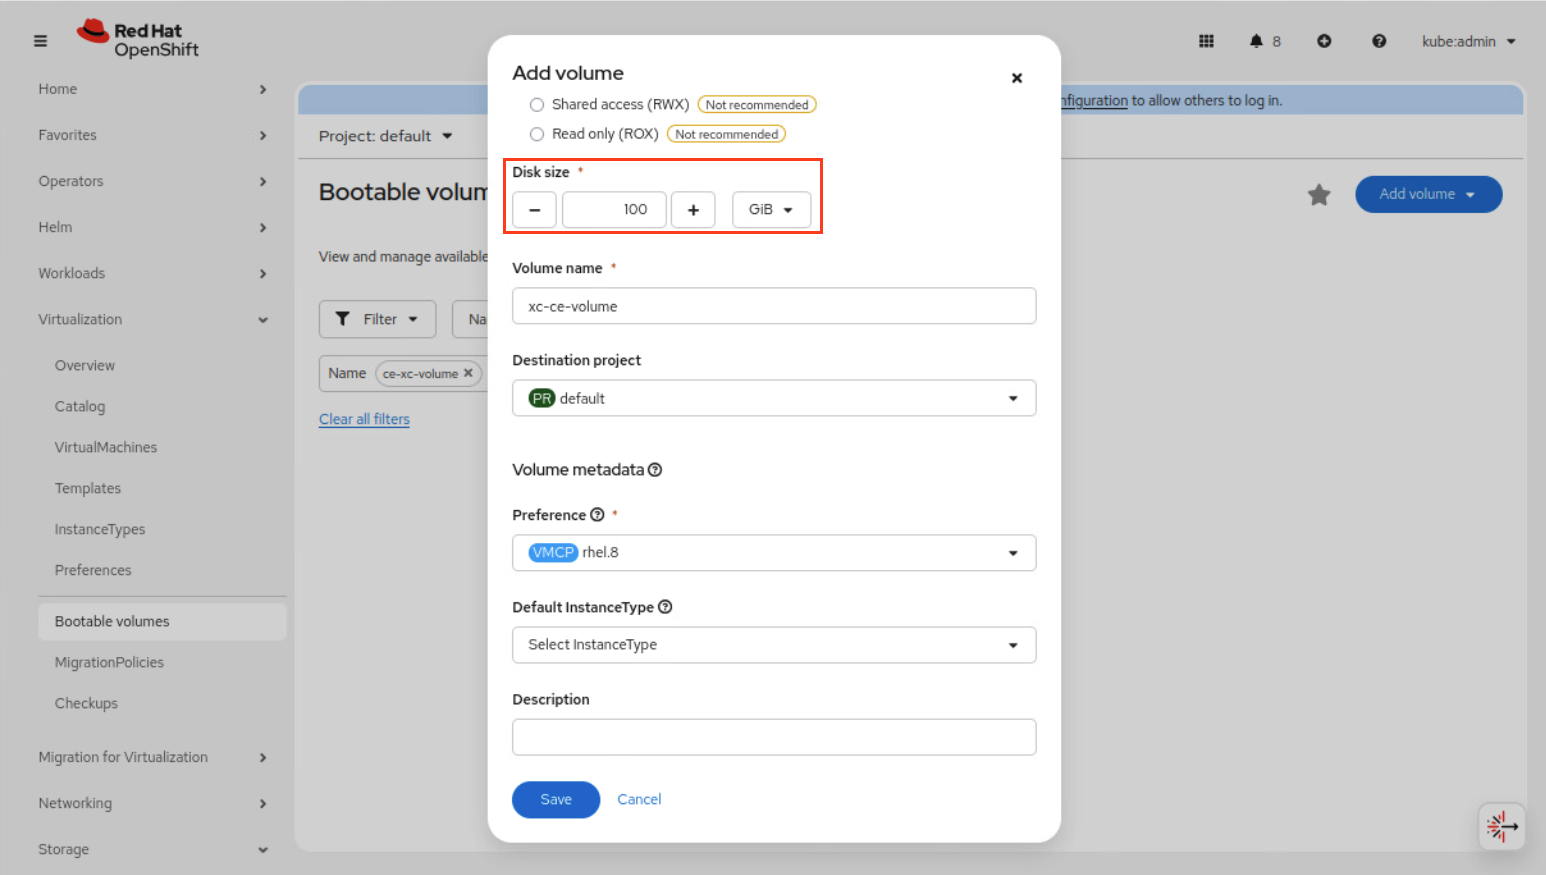 Red Hat
OpenShift
8
kube:admin
Home
Favorites
Operators
Helm
Workloads
Virtualization
Overview
Catalog
VirtualMachines
Templates
InstanceTypes
Preferences
Bootable volumes
MigrationPolicies
Checkups
Migration for Virtualization
Networking
Storage
nfiguration to allow others to log in.
Project: default
Bootable volum
Add volume
View and manage available
Filter
Na
Name ce-xc-volume
Clear all filters
Add volume
Shared access (RWX) Not recommended
Read only (ROX) Not recommended
Disk size *
100 GiB
Volume name *
xc-ce-volume
Destination project
PR default
Volume metadata
Preference *
VMCP rhel.8
Default InstanceType
Select InstanceType
Description
Save Cancel